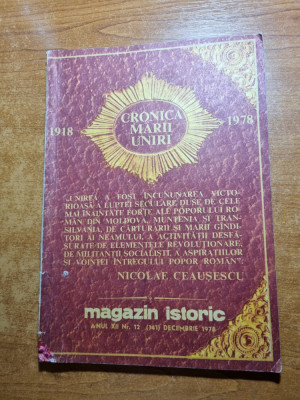 1918 CRONICA 1978
MARII
UNIRI
„UNIREA A FOST ÎNCUNUNAREA VICTO-
RIOASĂ A LUPTEI SECULARE DUSE DE CELE
MAI ÎNAINTATE FORȚE ALE POPORULUI RO-
MÂN DIN MOLDOVA, MUNTENIA ȘI TRAN-
SILVANIA, DE CĂRTURARII ȘI MARII GÎNDI-
TORI AI NEAMULUI, A ACTIVITĂȚII DESFĂ-
ȘURATE DE ELEMENTELE REVOLUȚIONARE,
DE MILITANȚII SOCIALIȘTI, A ASPIRAȚIILOR
ȘI VOINȚEI ÎNTREGULUI POPOR ROMÂN".
NICOLAE CEAUȘESCU
magazin istoric
ANUL XII Nr. 12 (141) DECEMBRIE 1978